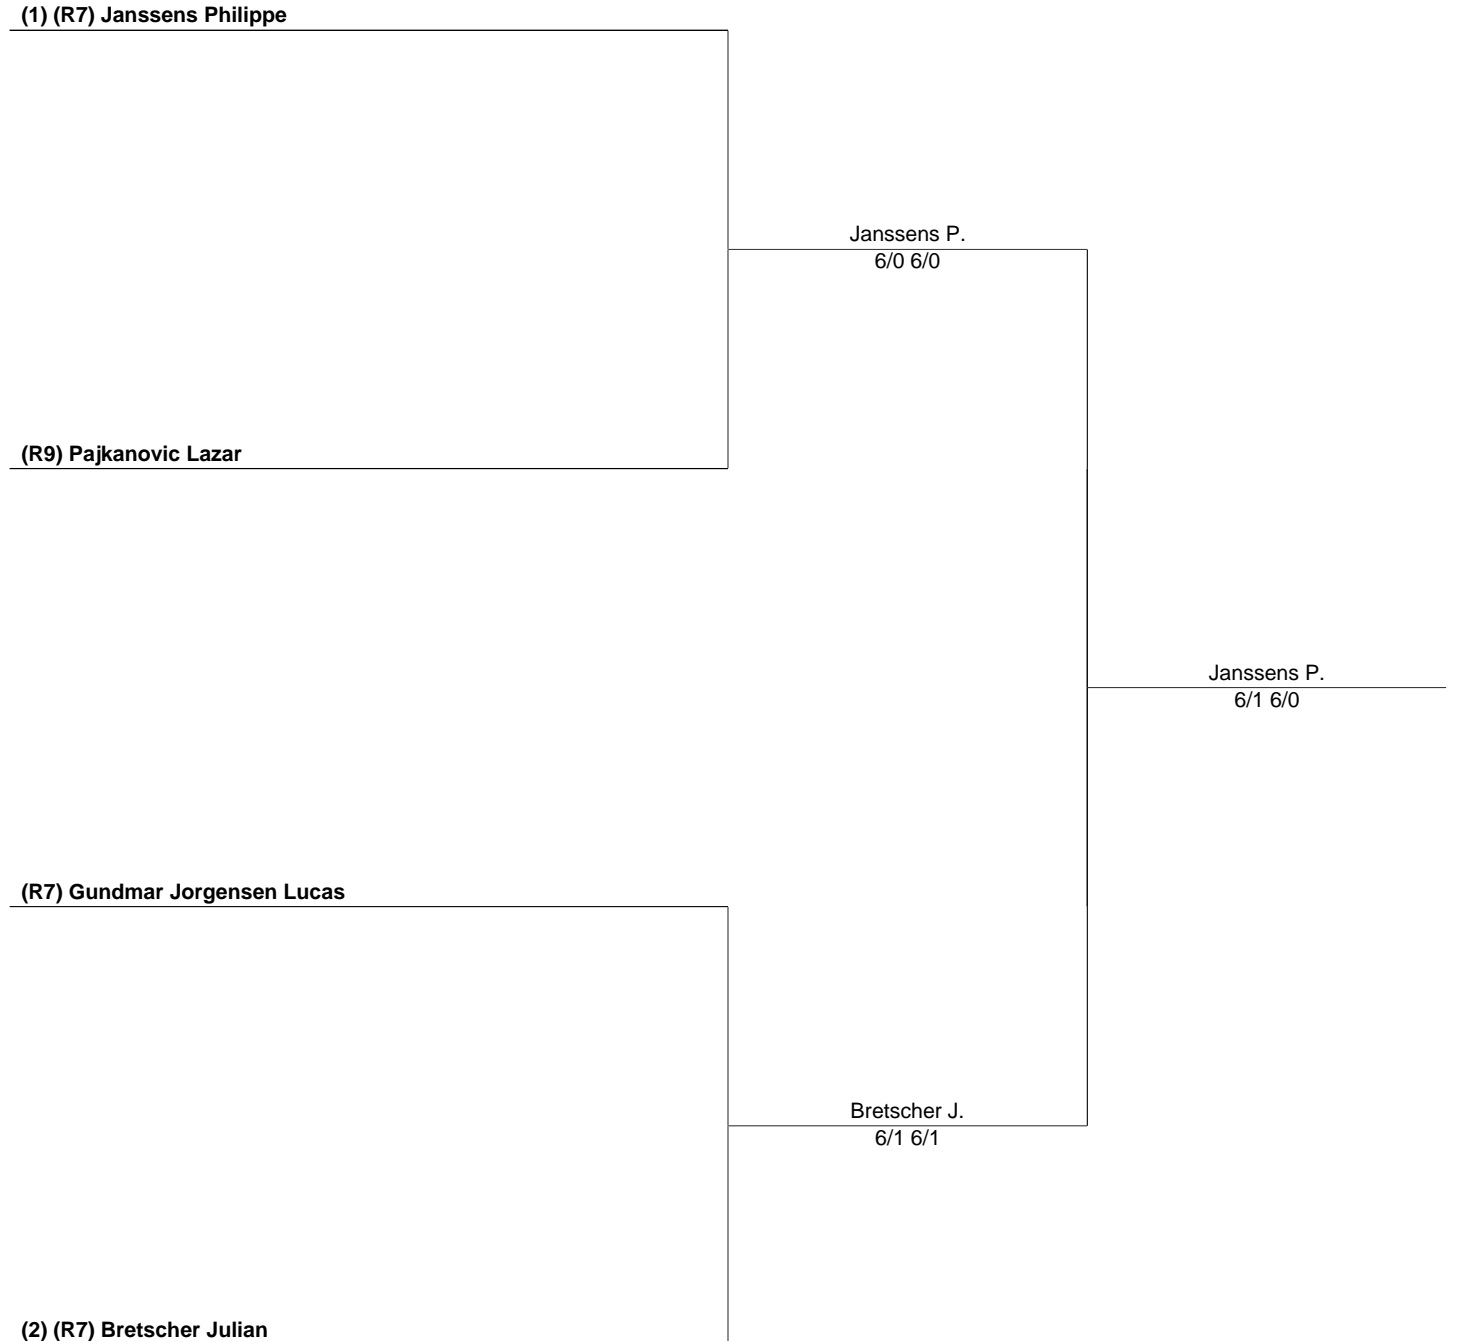 (1) (R7) Janssens Philippe
Janssens P.
6/0 6/0
(R9) Pajkanovic Lazar
Janssens P.
6/1 6/0
(R7) Gundmar Jorgensen Lucas
Bretscher J.
6/1 6/1
(2) (R7) Bretscher Julian